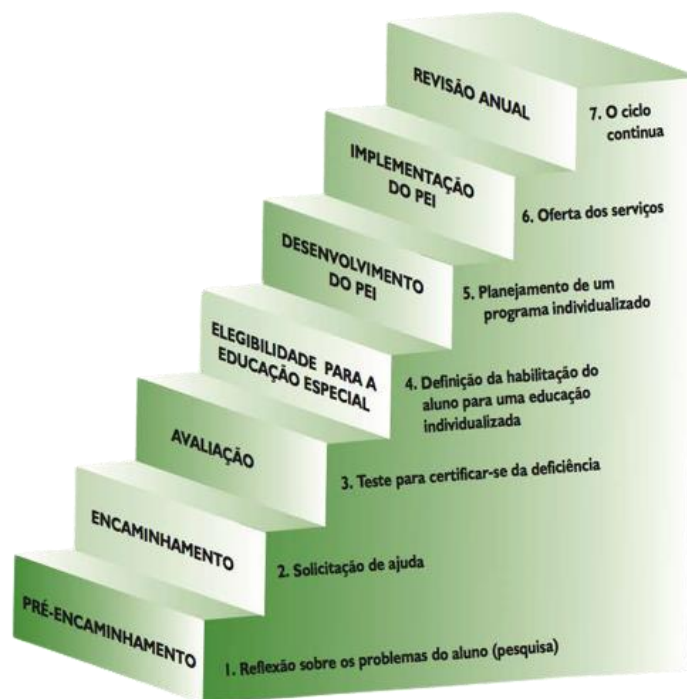 REVISÃO ANUAL
7. O ciclo
continua
IMPLEMENTAÇÃO
DO PEI
6. Oferta dos serviços
DESENVOLVIMENTO
DO PEI
5. Planejamento de um
programa individualizado
ELEGIBILIDADE PARA A
EDUCAÇÃO ESPECIAL
4. Definição da habilitação do
aluno para uma educação
individualizada
AVALIAÇÃO
3. Teste para certificar-se da deficiência
ENCAMINHAMENTO
2. Solicitação de ajuda
PRÉ-ENCAMINHAMENTO
1. Reflexão sobre os problemas do aluno (pesquisa)